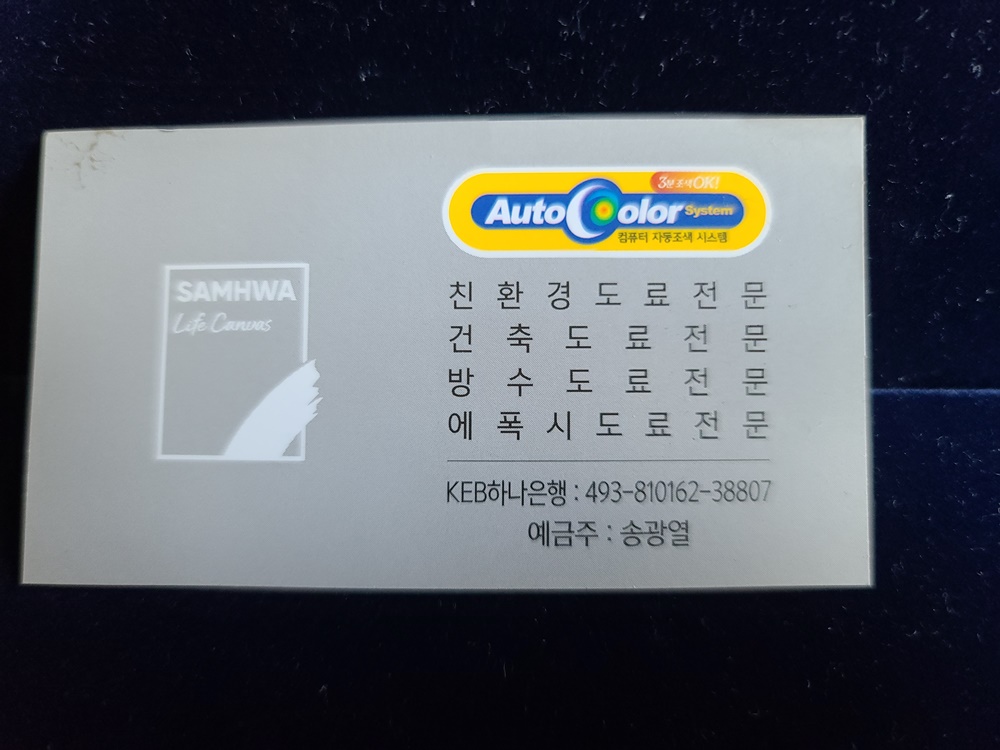 SAMHWA
Life Canvas
3분 조색OK!
AutoColor System
컴퓨터 자동조색 시스템
친환경도료전문
건축도료전문
방수도료전문
에폭시도료전문
KEB하나은행 : 493-810162-38807
예금주 : 송광열